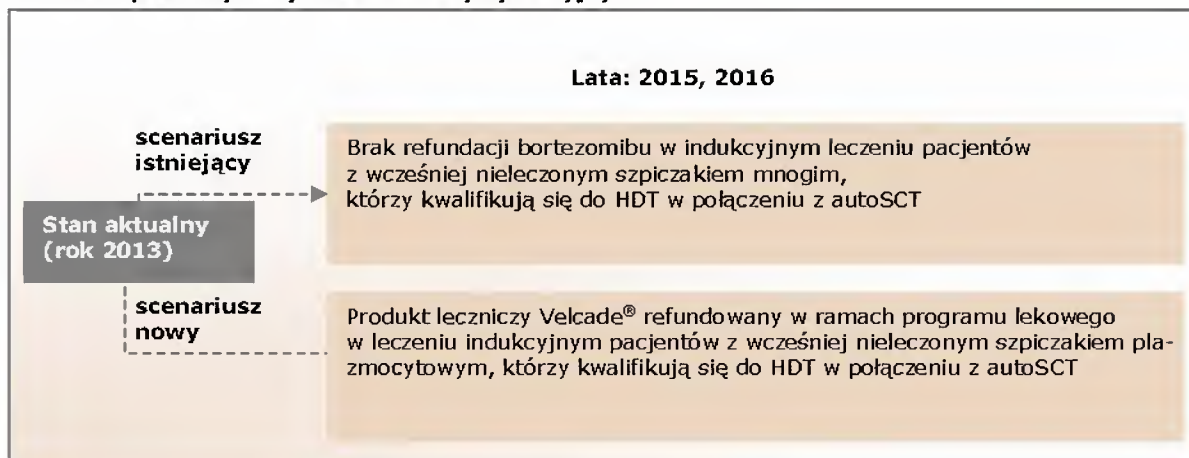 Lata: 2015, 2016
scenariusz
istniejący
Brak refundacji bortezomibu w indukcyjnym leczeniu pacjentów
z wcześniej nieleczonym szpiczakiem mnogim,
którzy kwalifikują się do HDT w połączeniu z autoSCT
Stan aktualny
(rok 2013)
scenariusz
nowy
Produkt leczniczy Velcade® refundowany w ramach programu lekowego
w leczeniu indukcyjnym pacjentów z wcześniej nieleczonym szpiczakiem pla-
zmocytowym, którzy kwalifikują się do HDT w połączeniu z autoSCT